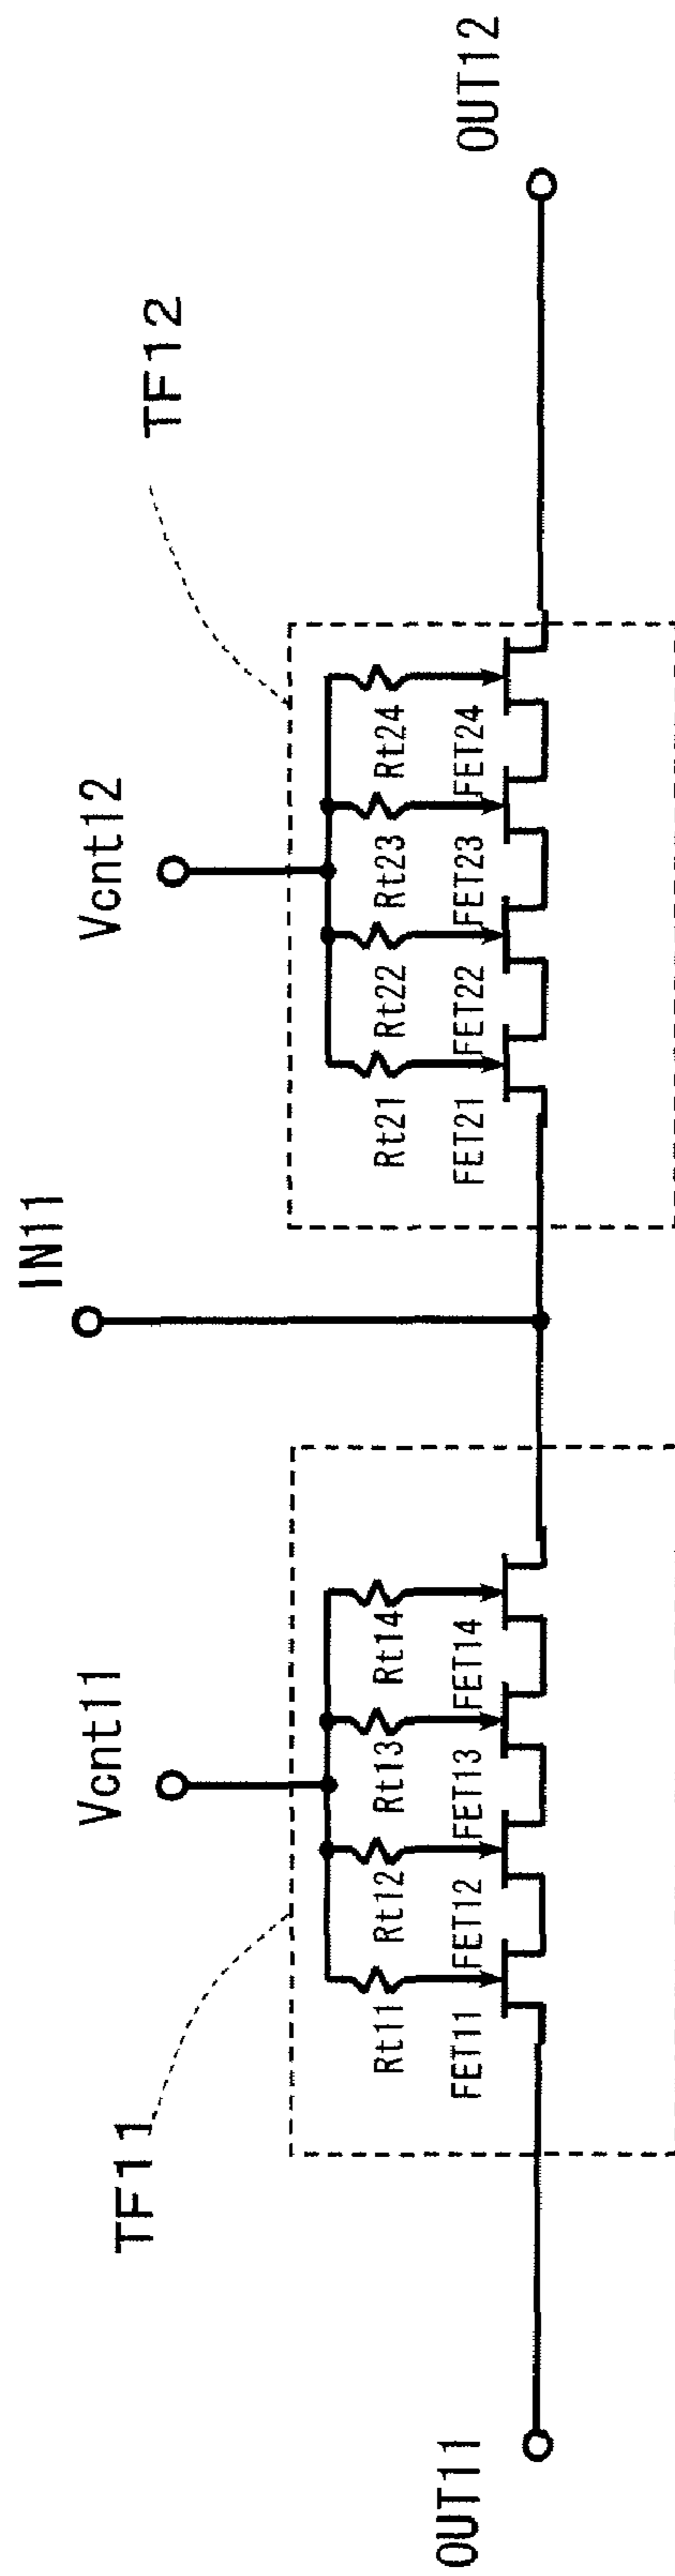 IN11
Vcnt11
Vcnt12
TF11
TF12
Rt11
Rt12
Rt13
Rt14
Rt21
Rt22
Rt23
Rt24
FET11
FET12
FET13
FET14
FET21
FET22
FET23
FET24
OUT11
OUT12